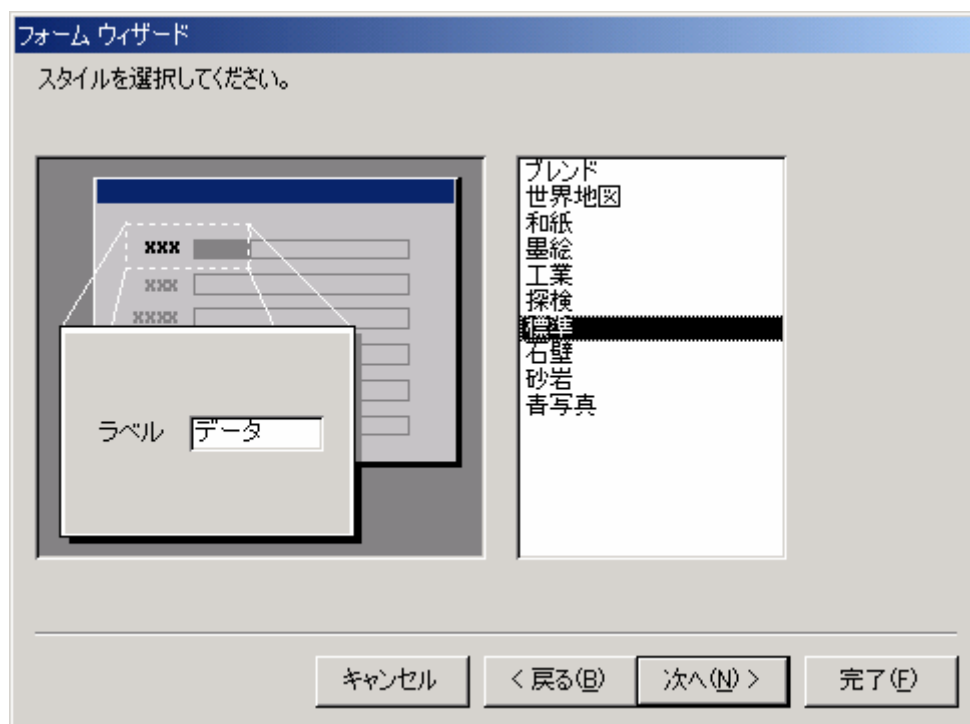 フォーム ウィザード
スタイルを選択してください。
xxx
xxx
xxxx
ラベル データ
ブレンド
世界地図
和紙
墨絵
工業
探検
標準
石壁
砂岩
青写真
キャンセル
< 戻る(B)
次へ(N) >
完了(F)